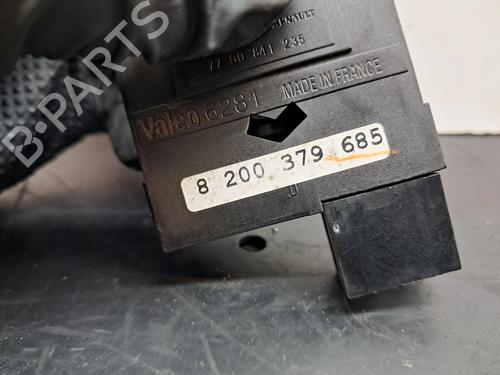 RENAULT
77 00 841 235
Valeo 6281 MADE IN FRANCE
8 200 379 685
B-PARTS